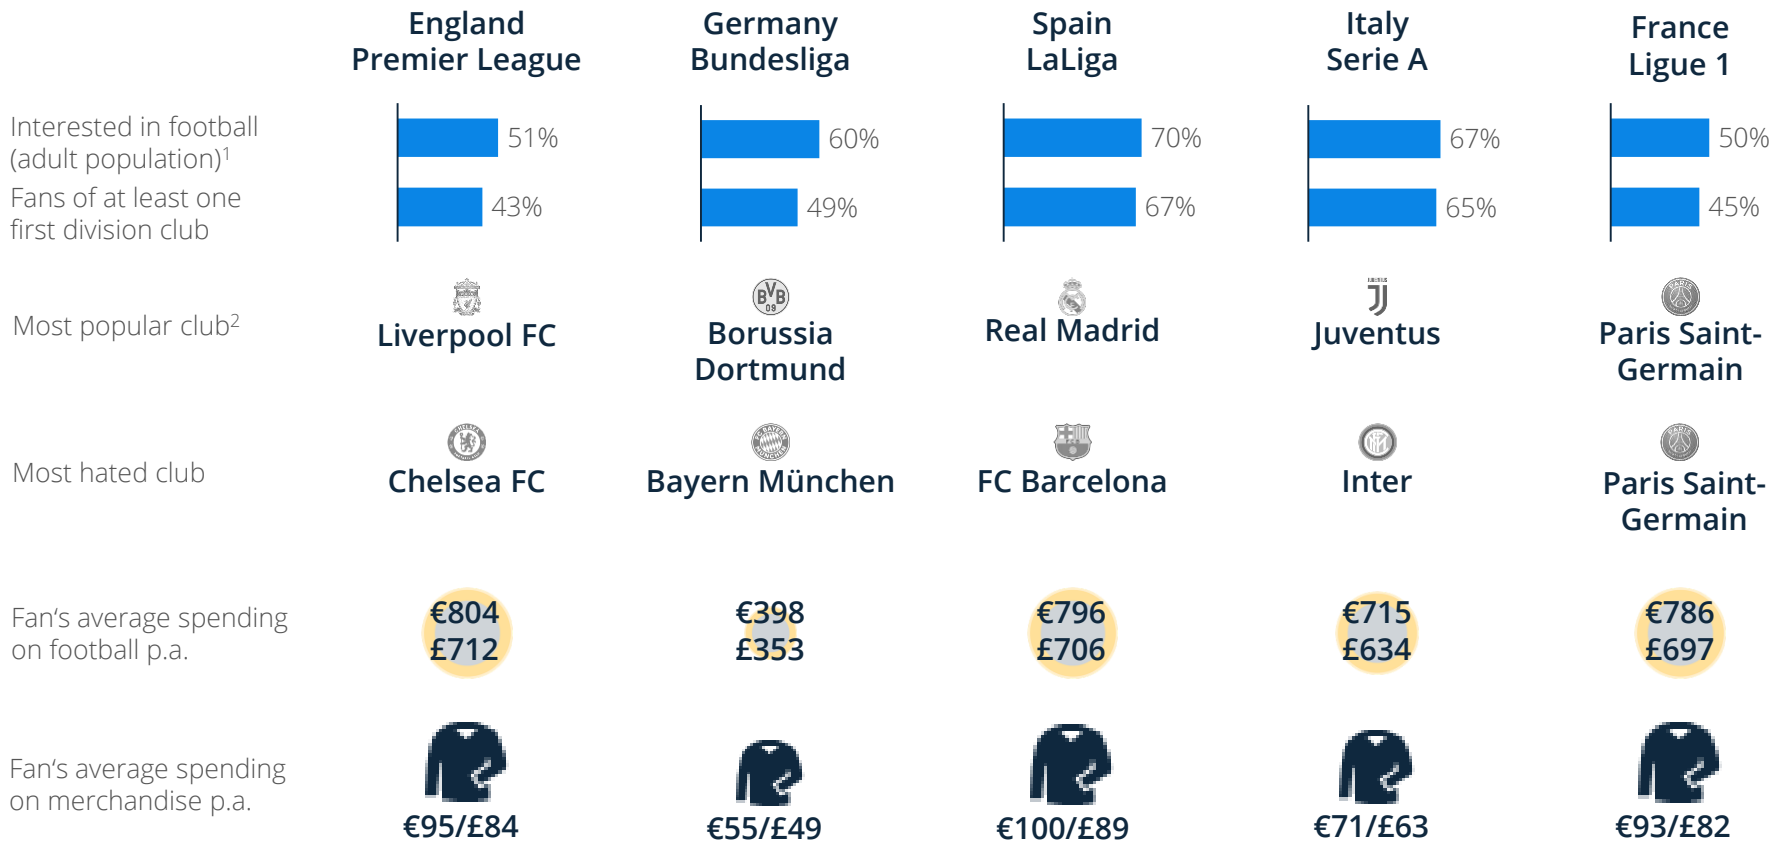 England
Premier League
Germany
Bundesliga
Spain
LaLiga
Italy
Serie A
France
Ligue 1
Interested in football
(adult population)¹
51%
60%
70%
67%
50%
Fans of at least one
first division club
43%
49%
67%
65%
45%
Most popular club²
Liverpool FC
BVB
09
Borussia
Dortmund
Real Madrid
Juventus
PARIS
Paris Saint-
Germain
Most hated club
Chelsea FC
Bayern München
FC Barcelona
Inter
PARIS
Paris Saint-
Germain
Fan‘s average spending
on football p.a.
€804
£712
€398
£353
€796
£706
€715
£634
€786
£697
Fan‘s average spending
on merchandise p.a.
€95/£84
€55/£49
€100/£89
€71/£63
€93/£82